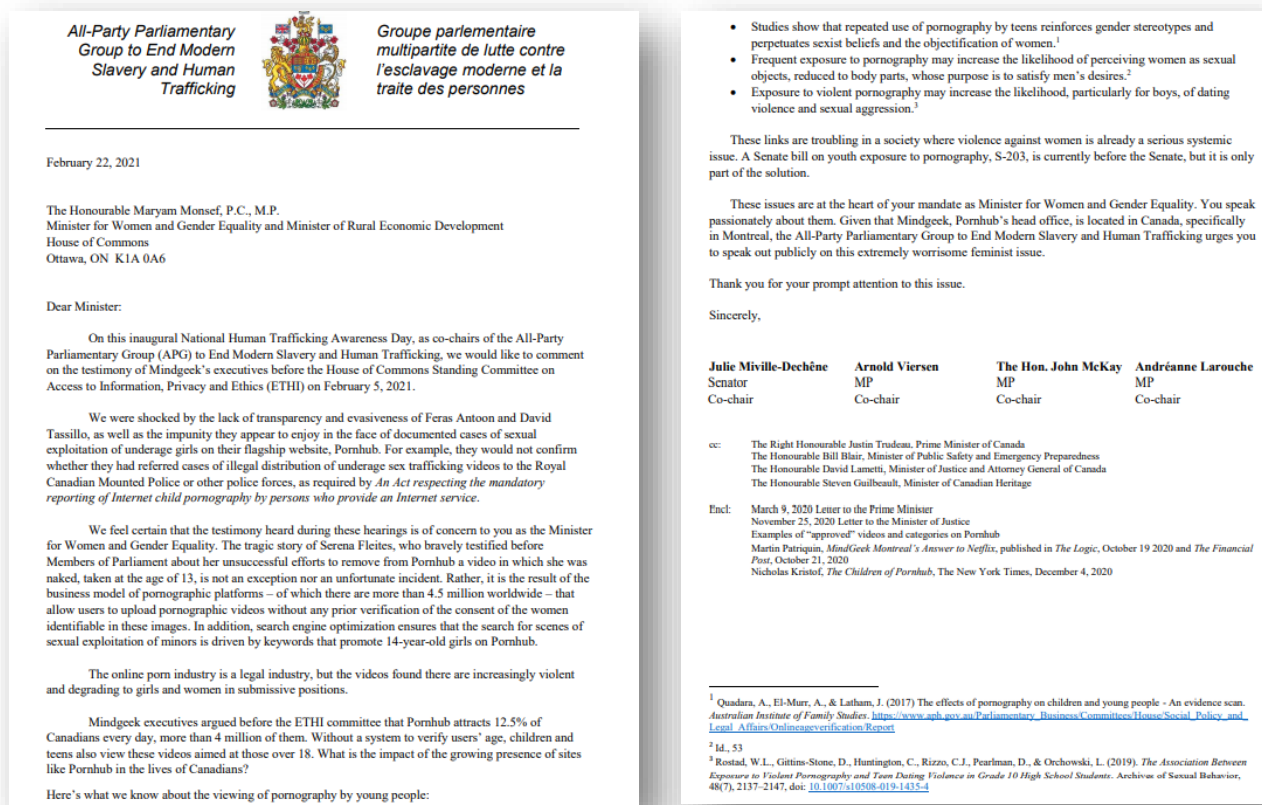 All-Party Parliamentary
Group to End Modern
Slavery and Human
Trafficking
Groupe parlementaire
multipartite de lutte contre
l'esclavage moderne et la
traite des personnes
February 22, 2021
The Honourable Maryam Monsef, P.C., M.P.
Minister for Women and Gender Equality and Minister of Rural Economic Development
House of Commons
Ottawa, ON K1A 0A6
Dear Minister:
On this inaugural National Human Trafficking Awareness Day, as co-chairs of the All-Party
Parliamentary Group (APG) to End Modern Slavery and Human Trafficking, we would like to comment
on the testimony of Mindgeek's executives before the House of Commons Standing Committee on
Access to Information, Privacy and Ethics (ETHI) on February 5, 2021.
We were shocked by the lack of transparency and evasiveness of Feras Antoon and David
Tassillo, as well as the impunity they appear to enjoy in the face of documented cases of sexual
exploitation of underage girls on their flagship website, Pornhub. For example, they would not confirm
whether they had referred cases of illegal distribution of underage sex trafficking videos to the Royal
Canadian Mounted Police or other police forces, as required by An Act respecting the mandatory
reporting of Internet child pornography by persons who provide an Internet service.
We feel certain that the testimony heard during these hearings is of concern to you as the Minister
for Women and Gender Equality. The tragic story of Serena Fleites, who bravely testified before
Members of Parliament about her unsuccessful efforts to remove from Pornhub a video in which she was
naked, taken at the age of 13, is not an exception nor an unfortunate incident. Rather, it is the result of the
business model of pornographic platforms – of which there are more than 4.5 million worldwide – that
allow users to upload pornographic videos without any prior verification of the consent of the women
identifiable in these images. In addition, search engine optimization ensures that the search for scenes of
sexual exploitation of minors is driven by keywords that promote 14-year-old girls on Pornhub.
The online porn industry is a legal industry, but the videos found there are increasingly violent
and degrading to girls and women in submissive positions.
Mindgeek executives argued before the ETHI committee that Pornhub attracts 12.5% of
Canadians every day, more than 4 million of them. Without a system to verify users' age, children and
teens also view these videos aimed at those over 18. What is the impact of the growing presence of sites
like Pornhub in the lives of Canadians?
Here's what we know about the viewing of pornography by young people:
• Studies show that repeated use of pornography by teens reinforces gender stereotypes and
perpetuates sexist beliefs and the objectification of women.1
• Frequent exposure to pornography may increase the likelihood of perceiving women as sexual
objects, reduced to body parts, whose purpose is to satisfy men's desires.2
• Exposure to violent pornography may increase the likelihood, particularly for boys, of dating
violence and sexual aggression.3
These links are troubling in a society where violence against women is already a serious systemic
issue. A Senate bill on youth exposure to pornography, S-203, is currently before the Senate, but it is only
part of the solution.
These issues are at the heart of your mandate as Minister for Women and Gender Equality. You speak
passionately about them. Given that Mindgeek, Pornhub's head office, is located in Canada, specifically
in Montreal, the All-Party Parliamentary Group to End Modern Slavery and Human Trafficking urges you
to speak out publicly on this extremely worrisome feminist issue.
Thank you for your prompt attention to this issue.
Sincerely,
Julie Miville-Dechêne Arnold Viersen The Hon. John McKay Andréanne Larouche
Senator MP MP MP
Co-chair Co-chair Co-chair Co-chair
cc: The Right Honourable Justin Trudeau, Prime Minister of Canada
The Honourable Bill Blair, Minister of Public Safety and Emergency Preparedness
The Honourable David Lametti, Minister of Justice and Attorney General of Canada
The Honourable Steven Guilbeault, Minister of Canadian Heritage
Encl: March 9, 2020 Letter to the Prime Minister
November 25, 2020 Letter to the Minister of Justice
Examples of "approved" videos and categories on Pornhub
Martin Patriquin, MindGeek Montreal's Answer to Netflix, published in The Logic, October 19 2020 and The Financial
Post, October 21, 2020
Nicholas Kristof, The Children of Pornhub, The New York Times, December 4, 2020
1 Quadara, A., El-Murr, A., & Latham, J. (2017) The effects of pornography on children and young people - An evidence scan.
Australian Institute of Family Studies. https://www.aph.gov.au/Parliamentary_Business/Committees/House/Social_Policy_and_
Legal_Affairs/Onlineageverification/Report
2 Id., 53
3 Rostad, W.L., Gittins-Stone, D., Huntington, C., Rizzo, C.J., Pearlman, D., & Orchowski, L. (2019). The Association Between
Exposure to Violent Pornography and Teen Dating Violence in Grade 10 High School Students. Archives of Sexual Behavior,
48(7), 2137–2147, doi: 10.1007/s10508-019-1435-4